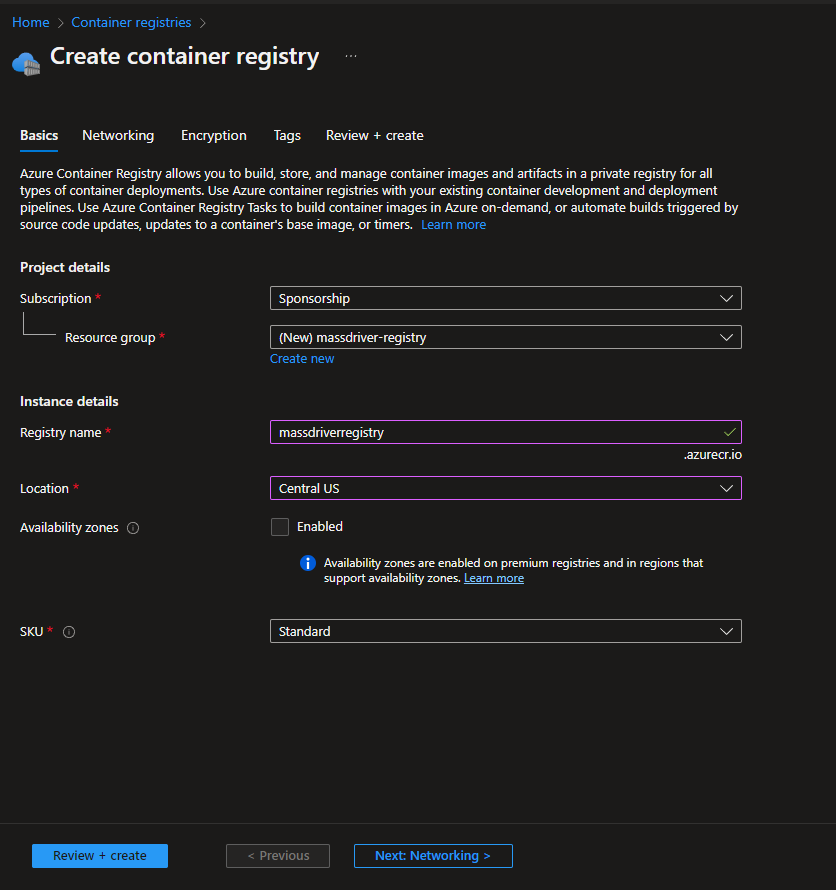 Home > Container registries >
Create container registry ...
Basics Networking Encryption Tags Review + create
Azure Container Registry allows you to build, store, and manage container images and artifacts in a private registry for all
types of container deployments. Use Azure container registries with your existing container development and deployment
pipelines. Use Azure Container Registry Tasks to build container images in Azure on-demand, or automate builds triggered by
source code updates, updates to a container's base image, or timers. Learn more
Project details
Subscription * Sponsorship
Resource group * (New) massdriver-registry
Create new
Instance details
Registry name * massdriverregistry
.azurecr.io
Location * Central US
Availability zones Enabled
Availability zones are enabled on premium registries and in regions that
support availability zones. Learn more
SKU * Standard
Review + create < Previous Next: Networking >